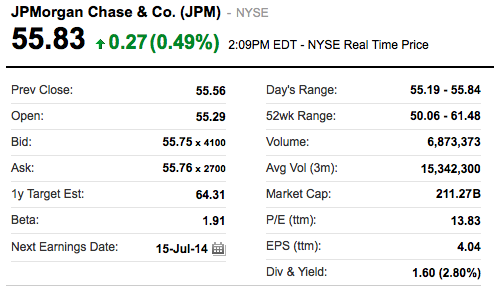 JPMorgan Chase & Co. (JPM) - NYSE
55.83 0.27 (0.49%) 2:09PM EDT - NYSE Real Time Price
Prev Close: 55.56
Open: 55.29
Bid: 55.75 x 4100
Ask: 55.76 x 2700
1y Target Est: 64.31
Beta: 1.91
Next Earnings Date: 15-Jul-14
Day's Range: 55.19 - 55.84
52wk Range: 50.06 - 61.48
Volume: 6,873,373
Avg Vol (3m): 15,342,300
Market Cap: 211.27B
P/E (ttm): 13.83
EPS (ttm): 4.04
Div & Yield: 1.60 (2.80%)